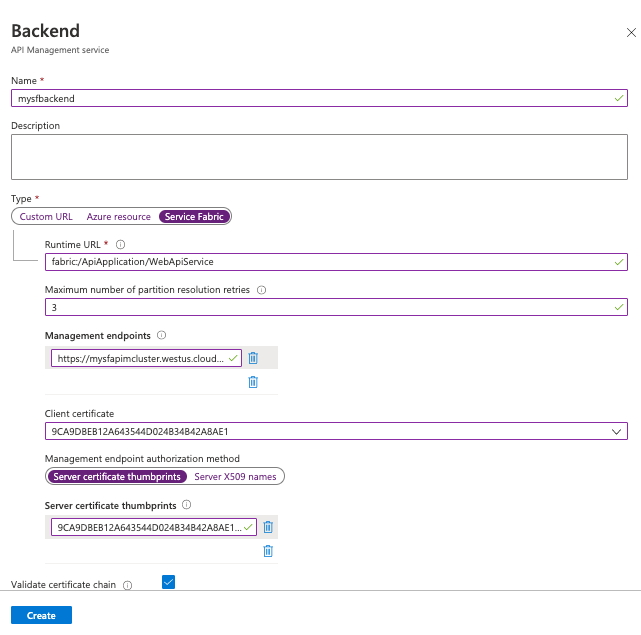 Backend
API Management service
Name *
mysfbackend
Description
Type *
Custom URL Azure resource Service Fabric
Runtime URL *
fabric:/ApiApplication/WebApiService
Maximum number of partition resolution retries
3
Management endpoints
https://mysfapimcluster.westus.cloud...
Client certificate
9CA9DBEB12A643544D024B34B42A8AE1
Management endpoint authorization method
Server certificate thumbprints Server X509 names
Server certificate thumbprints
9CA9DBEB12A643544D024B34B42A8AE1...
Validate certificate chain
Create